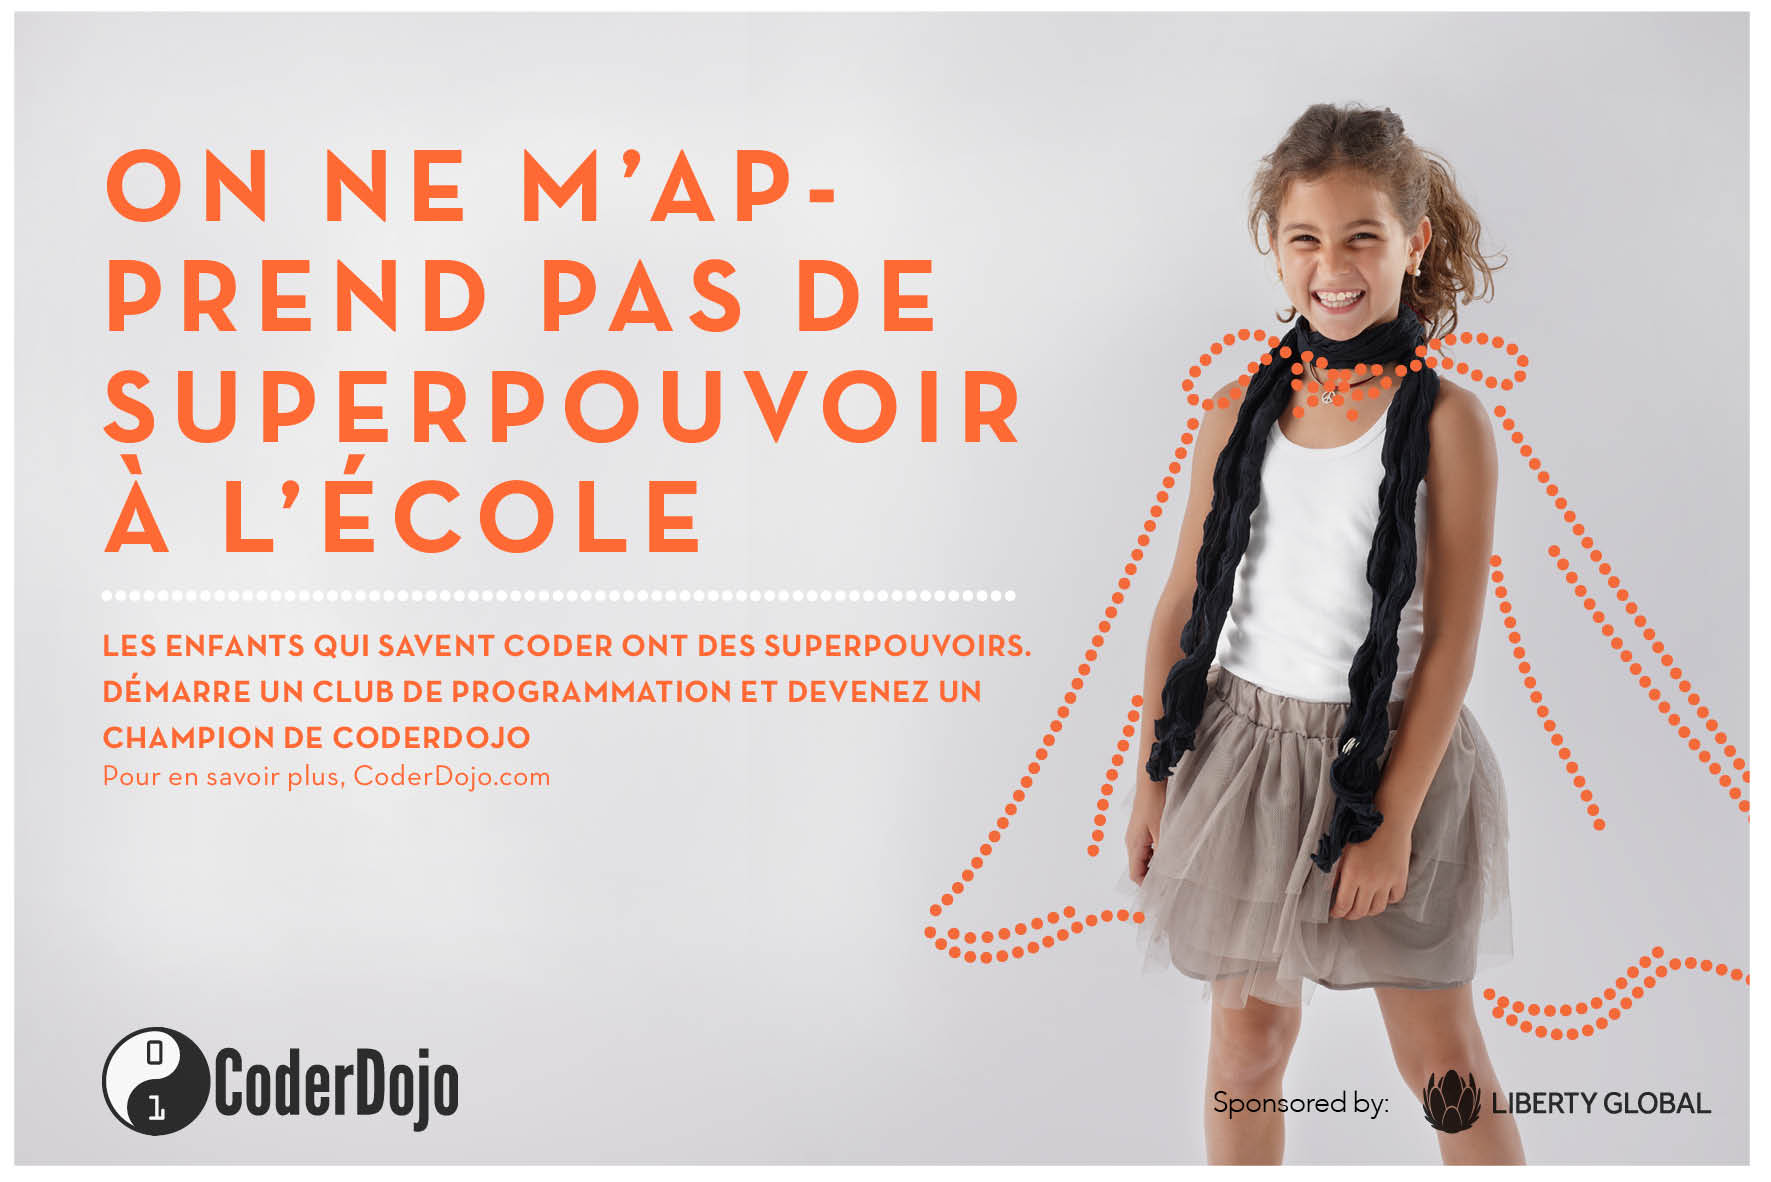 ON NE M’AP-
PREND PAS DE
SUPERPOUVOIR
À L’ÉCOLE
LES ENFANTS QUI SAVENT CODER ONT DES SUPERPOUVOIRS.
DÉMARRE UN CLUB DE PROGRAMMATION ET DEVENEZ UN
CHAMPION DE CODERDOJO
Pour en savoir plus, CoderDojo.com
0
1
CoderDojo
Sponsored by:
LIBERTY GLOBAL